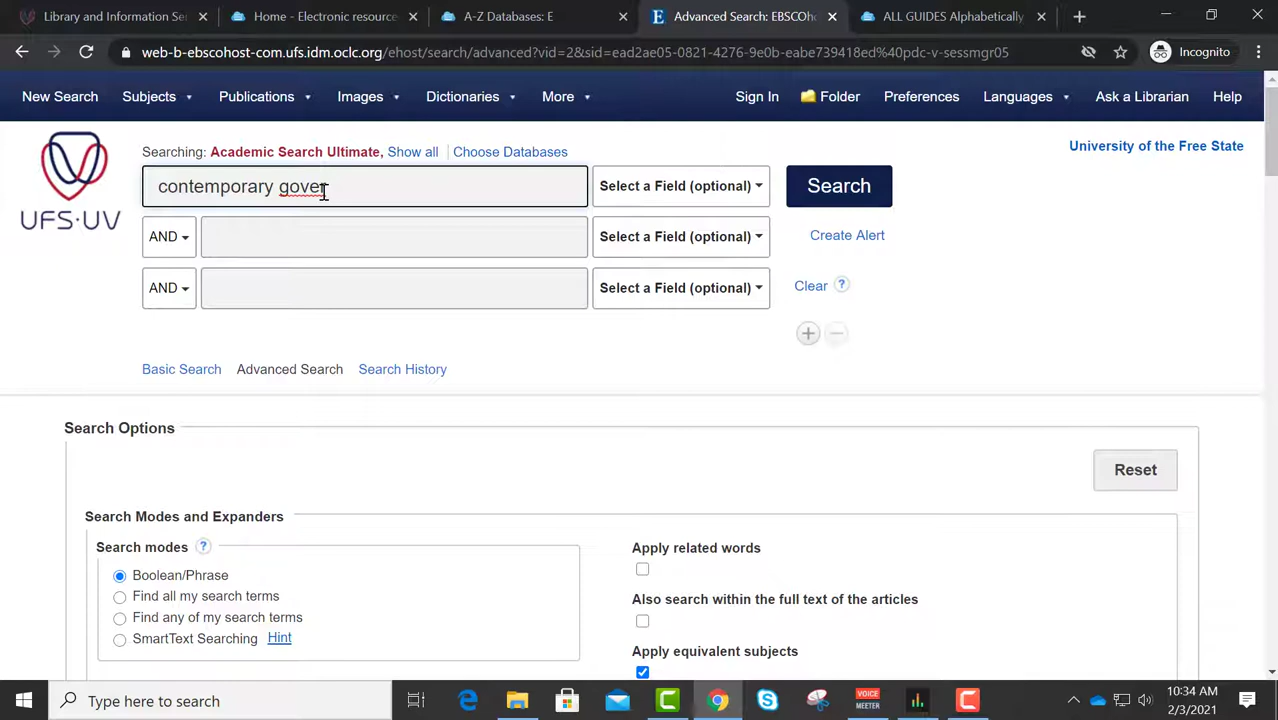 Library and Information Ser
Home - Electronic resource
A-Z Databases: E
Advanced Search: EBSCOh
ALL GUIDES Alphabetically
web-b-ebscohost-com.ufs.idm.oclc.org/ehost/search/advanced?vid=2&sid=ead2ae05-0821-4276-9e0b-eabe739418ed%40pdc-v-sessmgr05
Incognito
New Search Subjects Publications Images Dictionaries More Sign In Folder Preferences Languages Ask a Librarian Help
Searching: Academic Search Ultimate, Show all | Choose Databases
University of the Free State
contemporary gover
Select a Field (optional)
Search
UFS·UV
AND
Select a Field (optional)
Create Alert
AND
Select a Field (optional)
Clear ?
Basic Search Advanced Search Search History
Search Options
Reset
Search Modes and Expanders
Search modes ?
Boolean/Phrase
Find all my search terms
Find any of my search terms
SmartText Searching Hint
Apply related words
Also search within the full text of the articles
Apply equivalent subjects
Type here to search
VOICE
MEETER
10:34 AM
2/3/2021